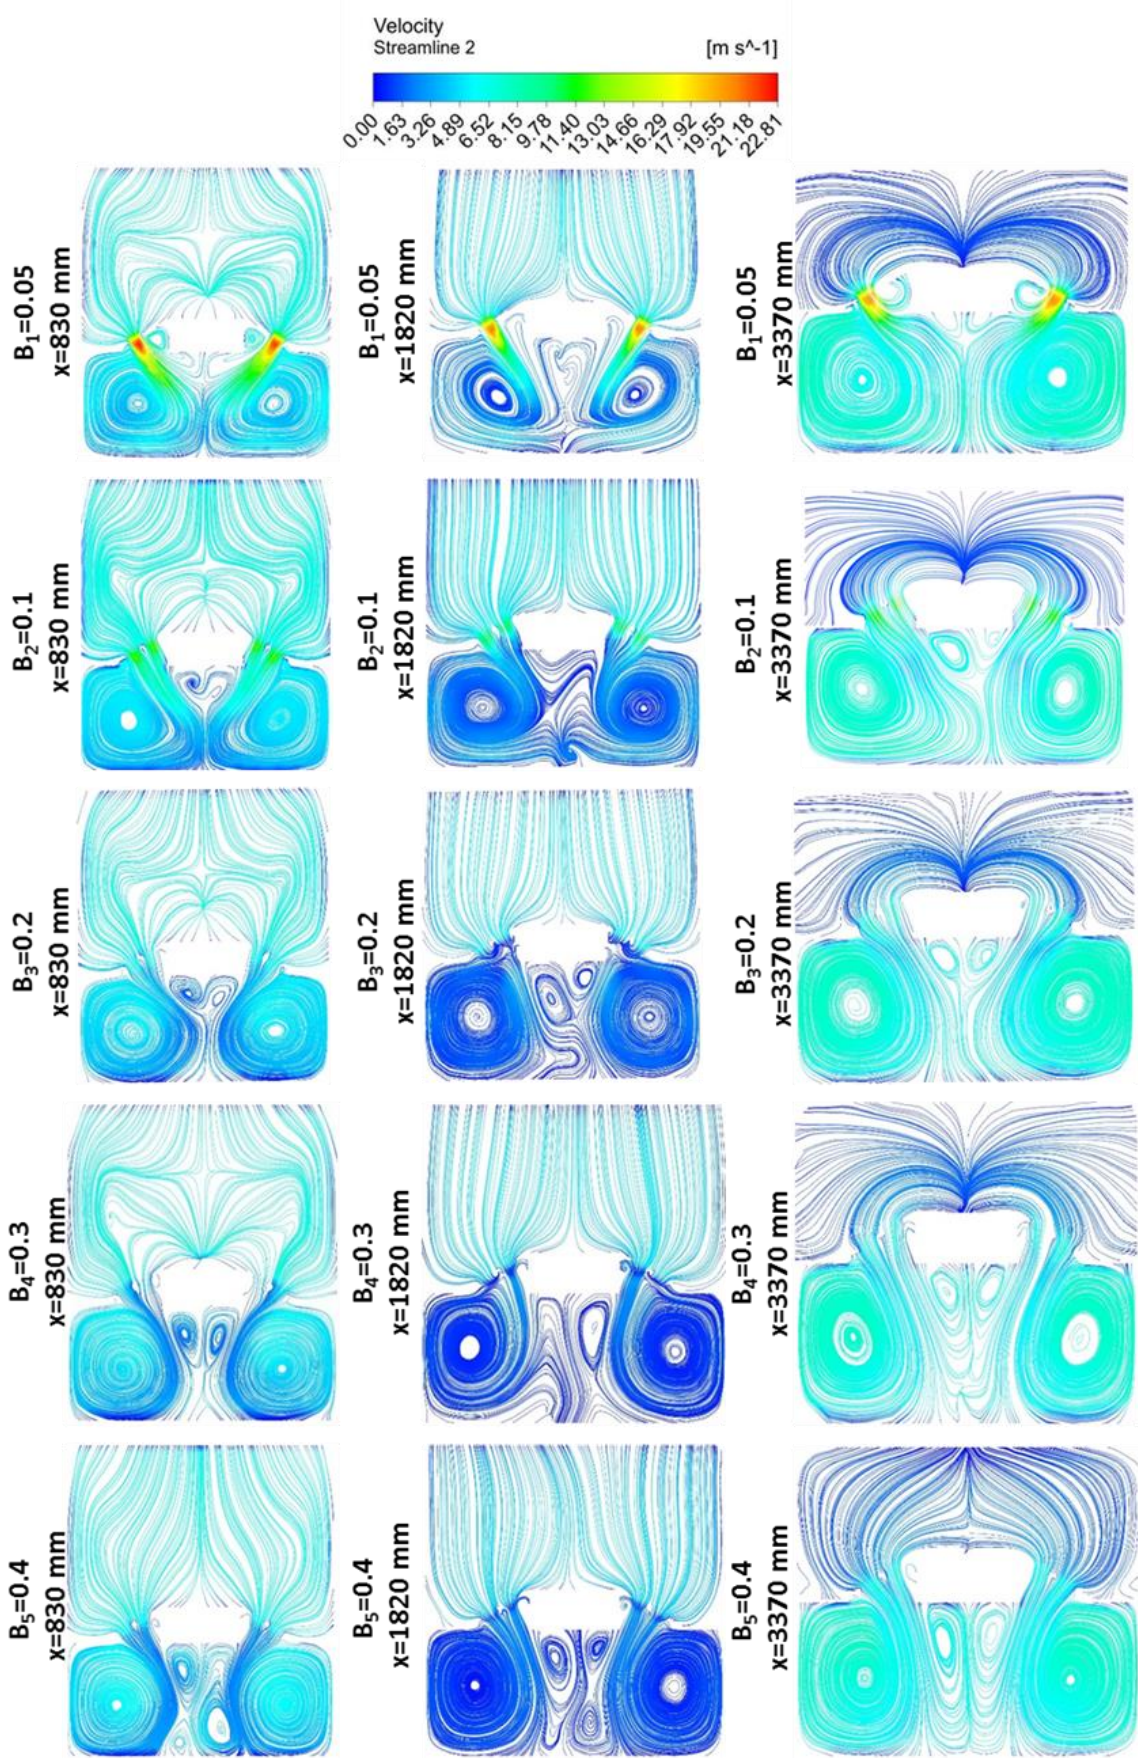 Velocity
Streamline 2
[m s^-1]
0.00
1.63
3.26
4.89
6.52
8.15
9.78
11.40
13.03
14.66
16.29
17.92
19.55
21.18
22.81
B₁=0.05
x=830 mm
B₁=0.05
x=1820 mm
B₁=0.05
x=3370 mm
B₂=0.1
x=830 mm
B₂=0.1
x=1820 mm
B₂=0.1
x=3370 mm
B₃=0.2
x=830 mm
B₃=0.2
x=1820 mm
B₃=0.2
x=3370 mm
B₄=0.3
x=830 mm
B₄=0.3
x=1820 mm
B₄=0.3
x=3370 mm
B₅=0.4
x=830 mm
B₅=0.4
x=1820 mm
B₅=0.4
x=3370 mm